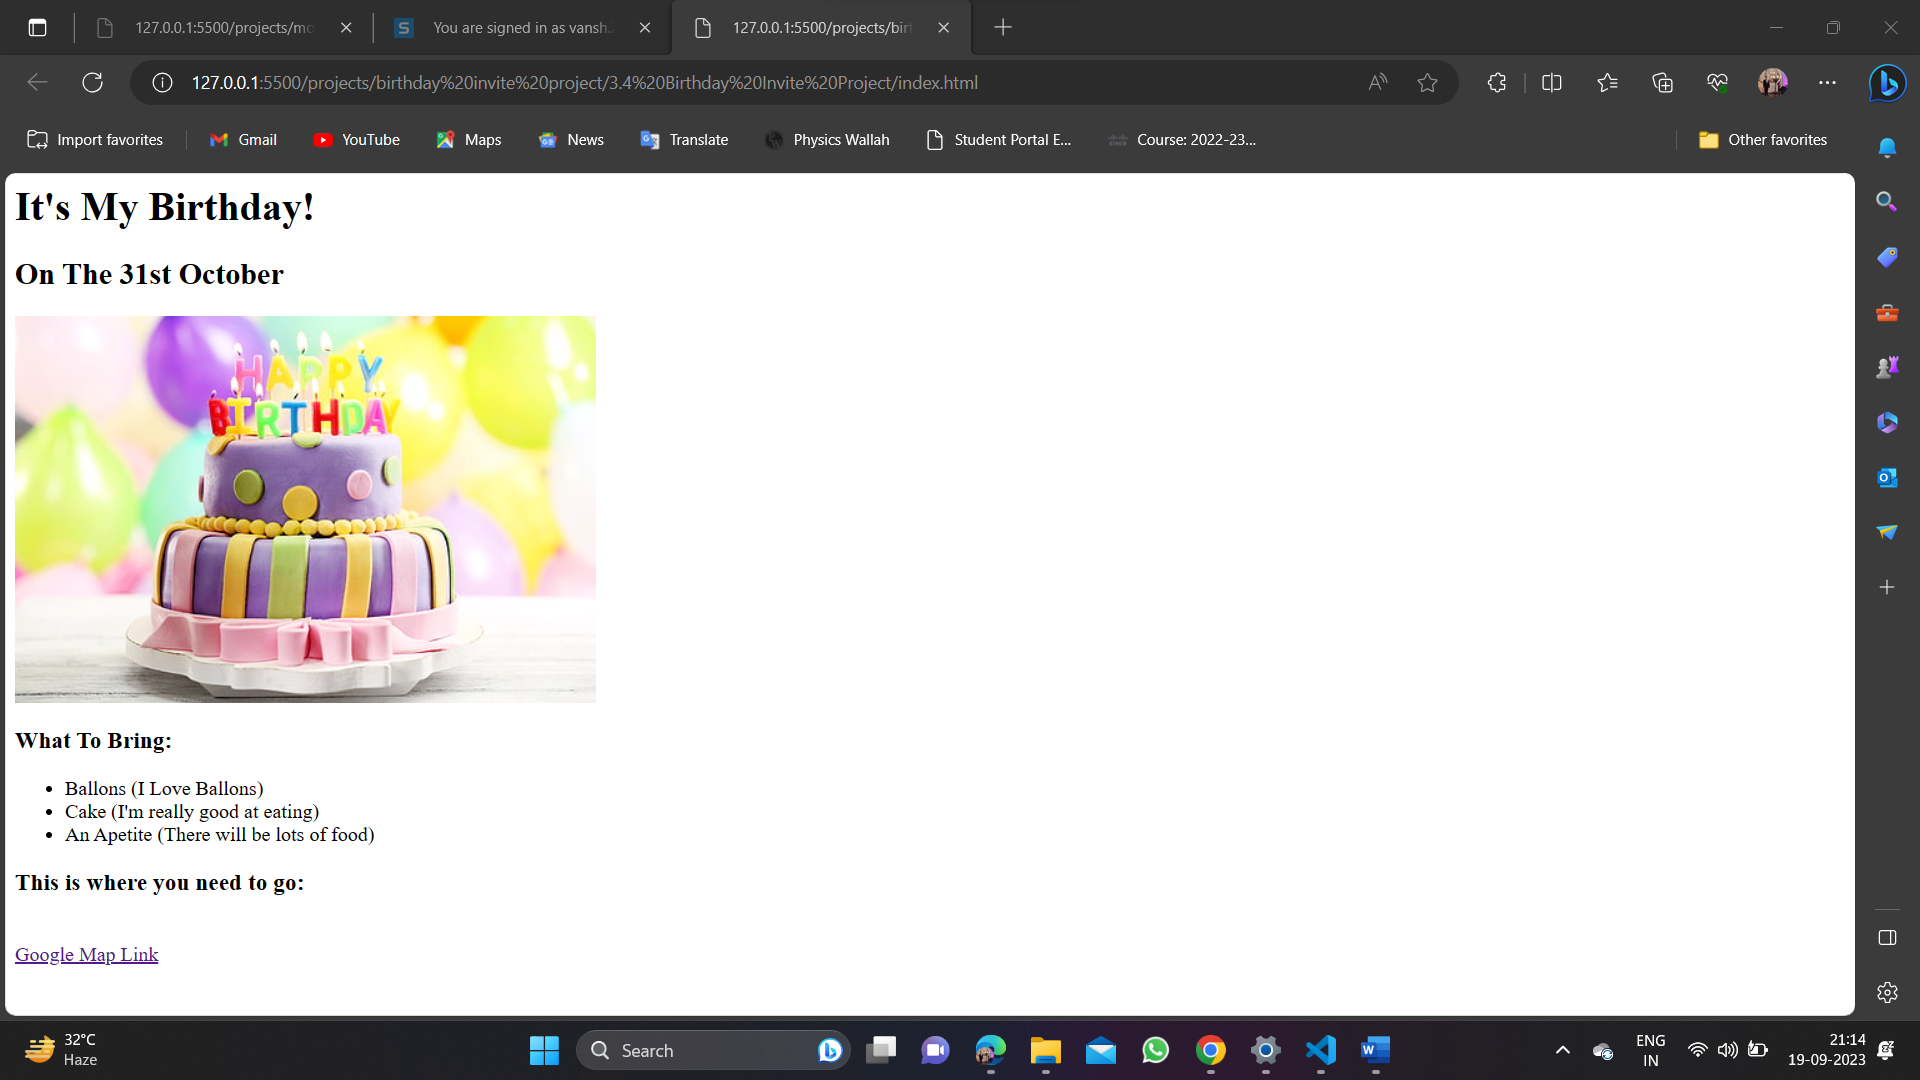 127.0.0.1:5500/projects/mo
You are signed in as vansh.
127.0.0.1:5500/projects/birt
127.0.0.1:5500/projects/birthday%20invite%20project/3.4%20Birthday%20Invite%20Project/index.html
Import favorites Gmail YouTube Maps News Translate Physics Wallah Student Portal E... Course: 2022-23... Other favorites
It's My Birthday!
On The 31st October
HAPPY
BIRTHDAY
What To Bring:
• Ballons (I Love Ballons)
• Cake (I'm really good at eating)
• An Apetite (There will be lots of food)
This is where you need to go:
Google Map Link
32°C
Haze
Search
ENG
IN
21:14
19-09-2023